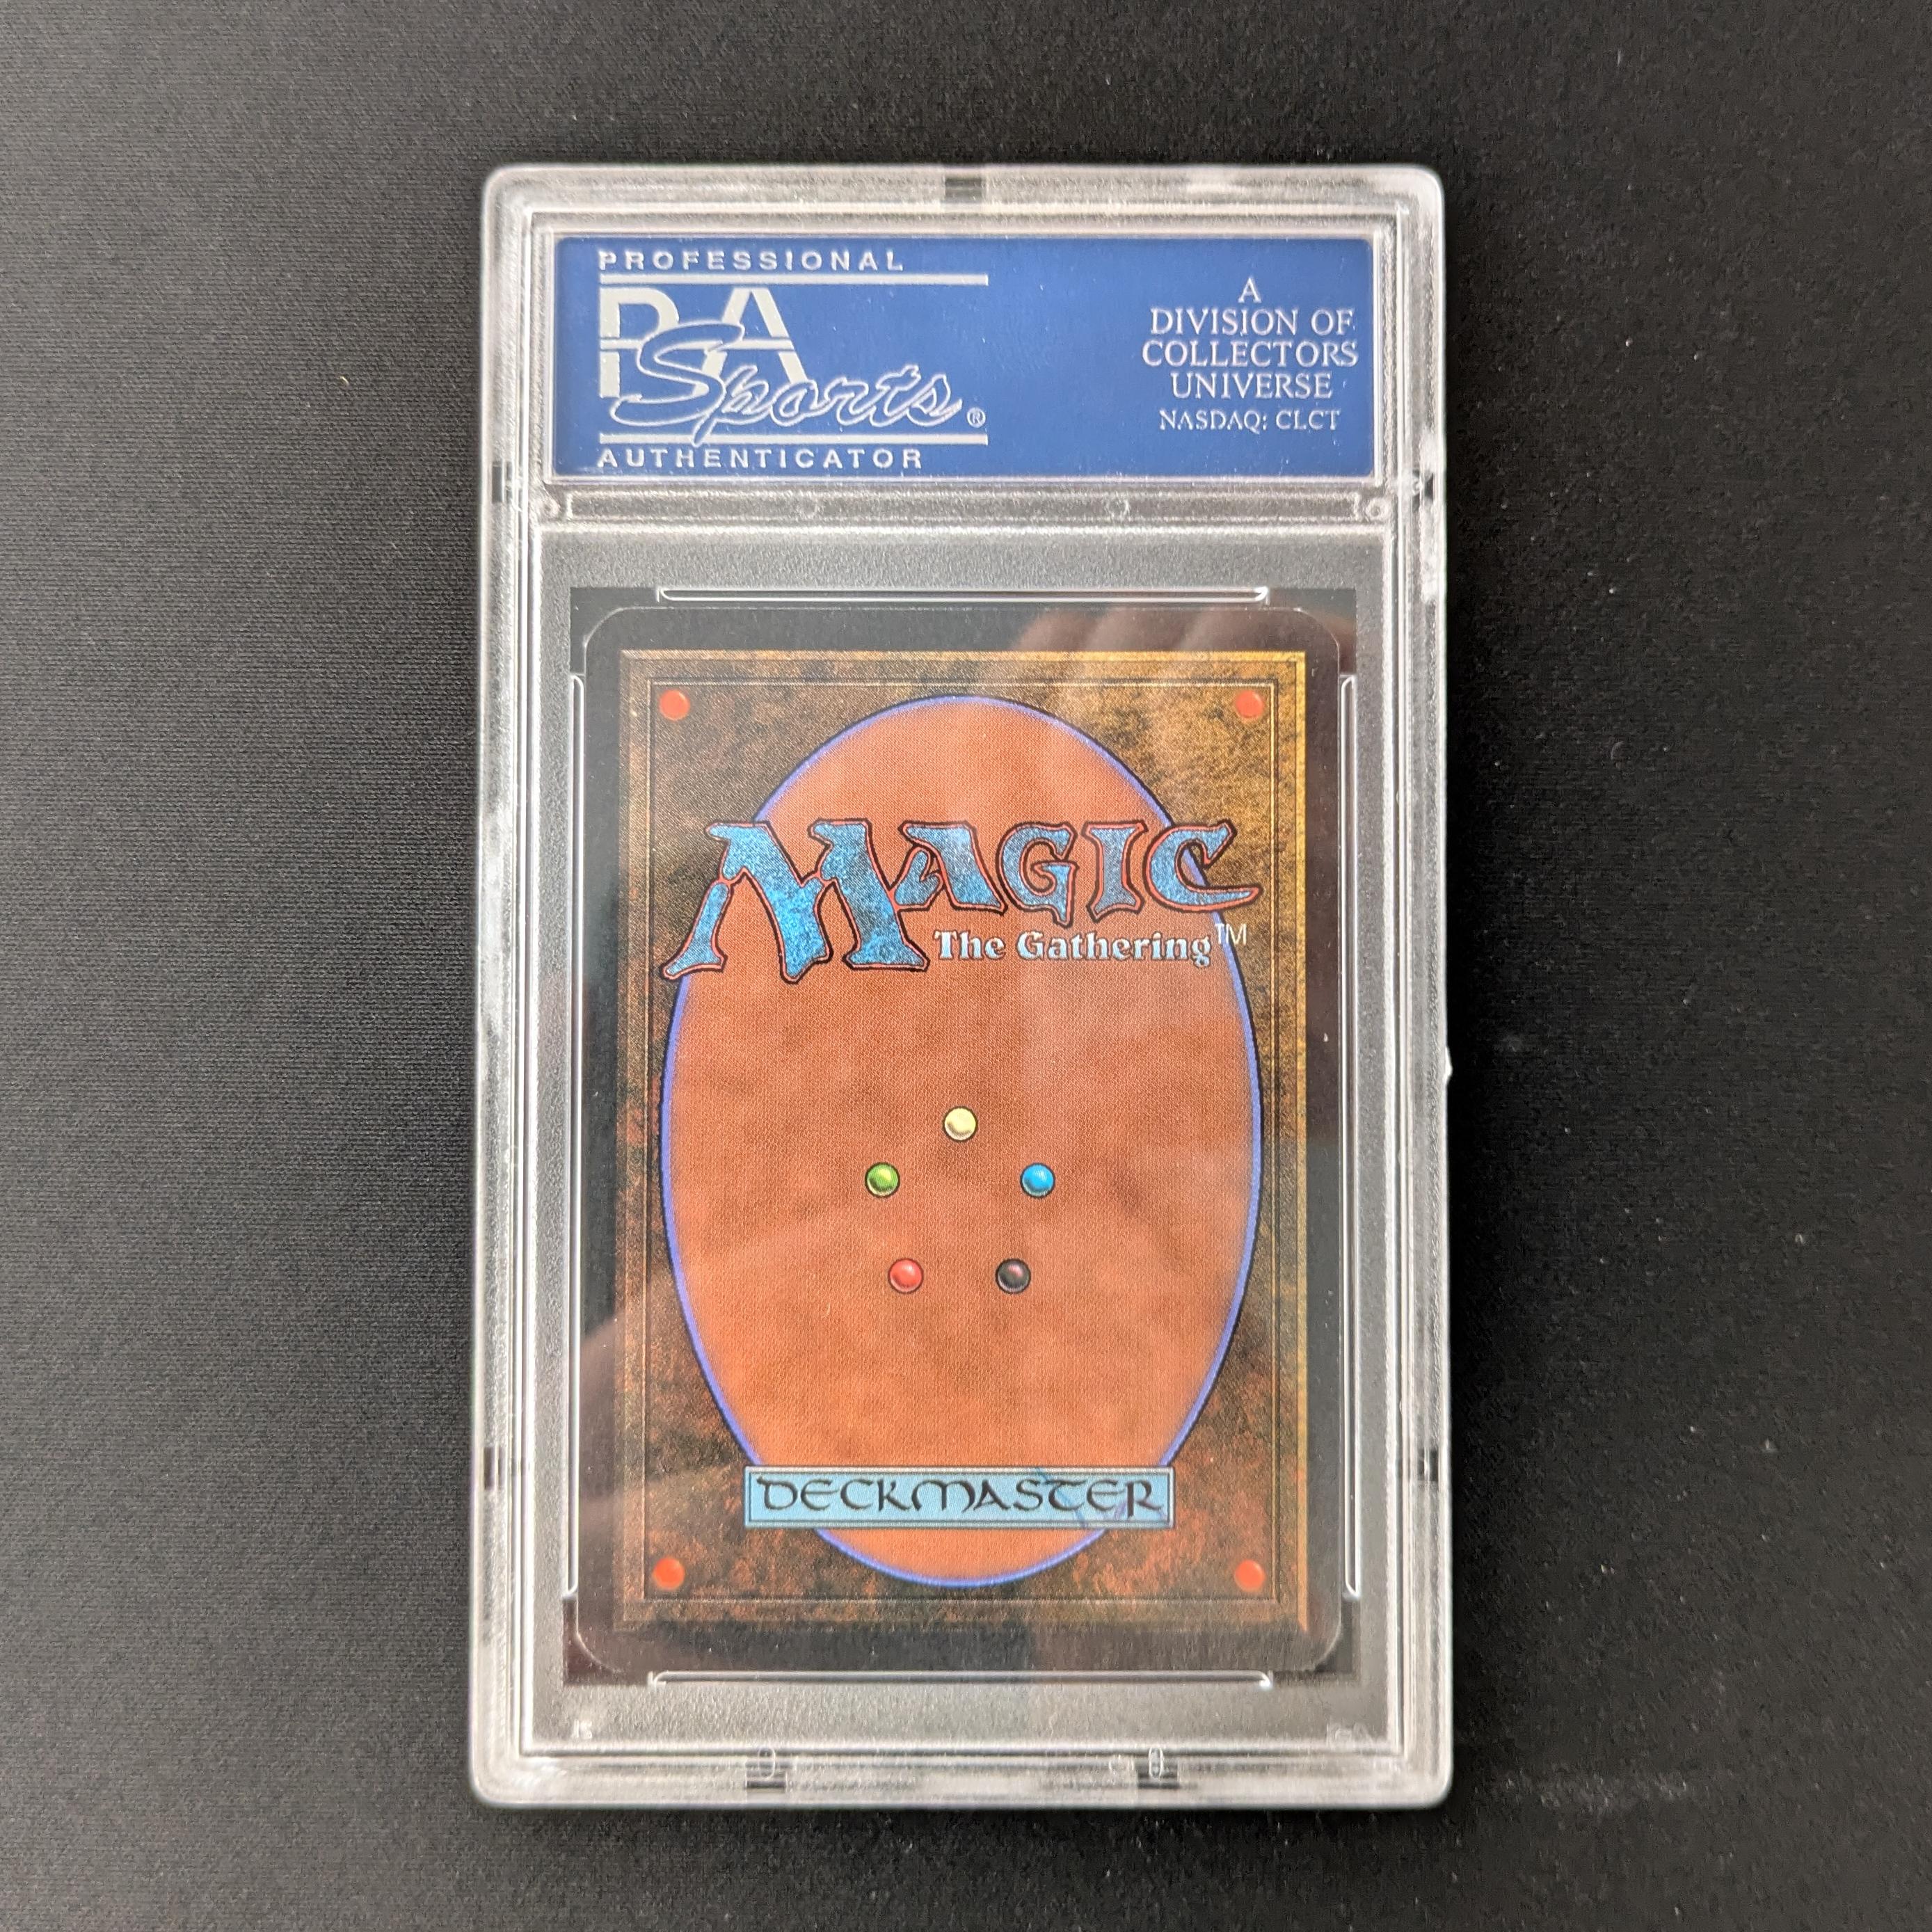 PROFESSIONAL
PSA
Sports®
AUTHENTICATOR
A
DIVISION OF
COLLECTORS
UNIVERSE
NASDAQ: CLCT
MAGIC
The Gathering™
DECKMASTER